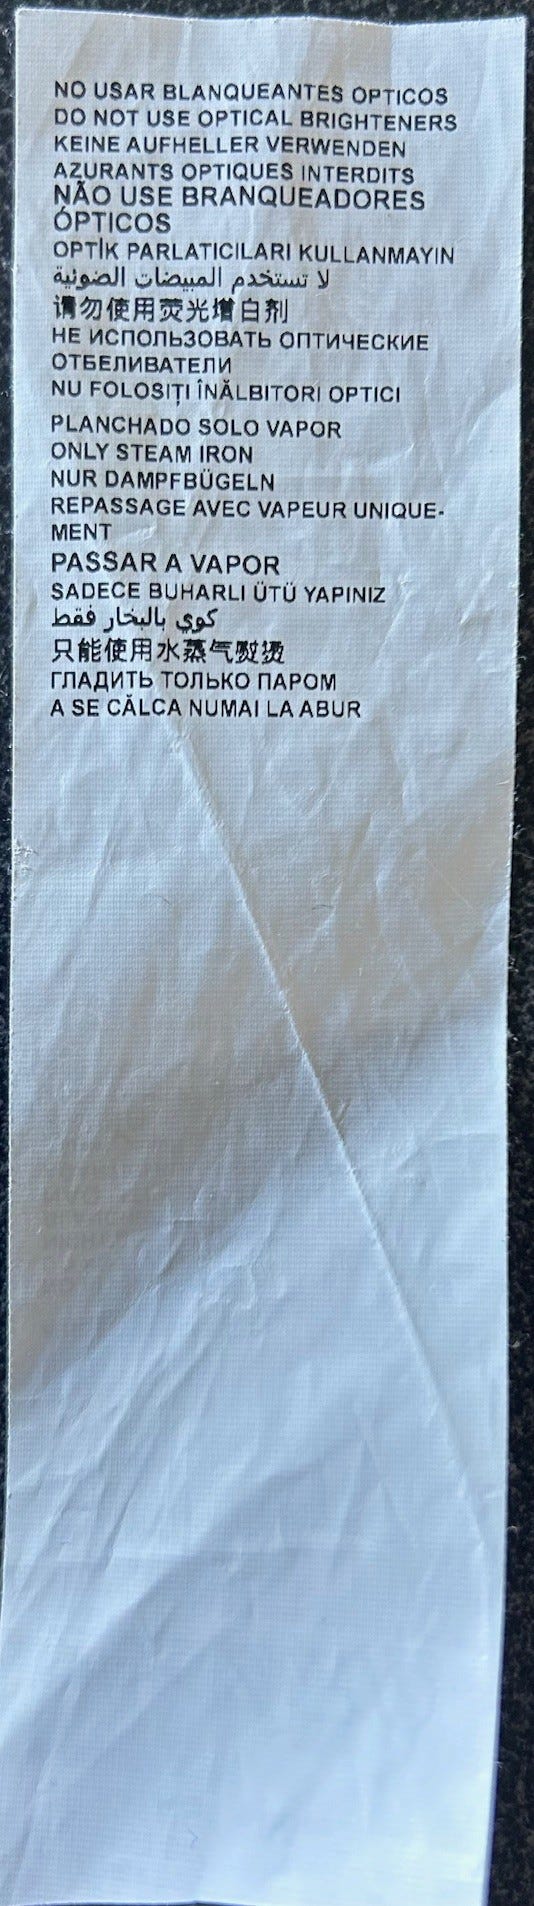 NO USAR BLANQUEANTES OPTICOS
DO NOT USE OPTICAL BRIGHTENERS
KEINE AUFHELLER VERWENDEN
AZURANTS OPTIQUES INTERDITS
NÃO USE BRANQUEADORES
ÓPTICOS
OPTİK PARLATICILARI KULLANMAYIN
لا تستخدم المبيضات الضوئية
请勿使用荧光增白剂
НЕ ИСПОЛЬЗОВАТЬ ОПТИЧЕСКИЕ
ОТБЕЛИВАТЕЛИ
NU FOLOSIȚI ÎNĂLBITORI OPTICI
PLANCHADO SOLO VAPOR
ONLY STEAM IRON
NUR DAMPFBÜGELN
REPASSAGE AVEC VAPEUR UNIQUE-
MENT
PASSAR A VAPOR
SADECE BUHARLI ÜTÜ YAPINIZ
كوي بالبخار فقط
只能使用水蒸气熨烫
ГЛАДИТЬ ТОЛЬКО ПАРОМ
A SE CĂLCA NUMAI LA ABUR